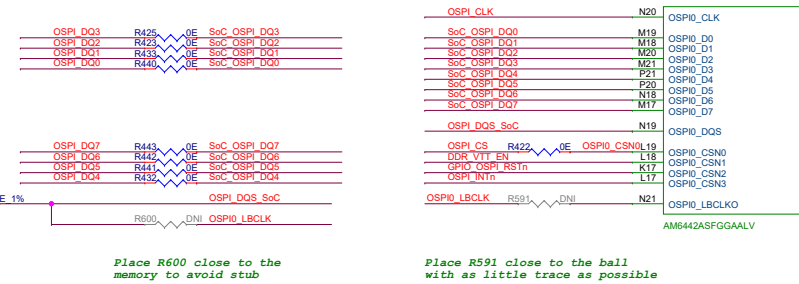 OSPI_DQ3 R425 0E SoC_OSPI_DQ3
OSPI_DQ2 R423 0E SoC_OSPI_DQ2
OSPI_DQ1 R433 0E SoC_OSPI_DQ1
OSPI_DQ0 R440 0E SoC_OSPI_DQ0
OSPI_DQ7 R443 0E SoC_OSPI_DQ7
OSPI_DQ6 R442 0E SoC_OSPI_DQ6
OSPI_DQ5 R441 0E SoC_OSPI_DQ5
OSPI_DQ4 R432 0E SoC_OSPI_DQ4
E 1% OSPI_DQS_SoC
R600 DNI OSPI0_LBCLK
Place R600 close to the
memory to avoid stub
OSPI_CLK N20 OSPI0_CLK
SoC_OSPI_DQ0 M19 OSPI0_D0
SoC_OSPI_DQ1 M18 OSPI0_D1
SoC_OSPI_DQ2 M20 OSPI0_D2
SoC_OSPI_DQ3 M21 OSPI0_D3
SoC_OSPI_DQ4 P21 OSPI0_D4
SoC_OSPI_DQ5 P20 OSPI0_D5
SoC_OSPI_DQ6 N18 OSPI0_D6
SoC_OSPI_DQ7 M17 OSPI0_D7
OSPI_DQS_SoC N19 OSPI0_DQS
OSPI_CS R422 0E OSPI0_CSN0 L19 OSPI0_CSN0
DDR_VTT_EN L18 OSPI0_CSN1
GPIO_OSPI_RSTn K17 OSPI0_CSN2
OSPI_INTn L17 OSPI0_CSN3
OSPI0_LBCLK R591 DNI N21 OSPI0_LBCLKO
AM6442ASFGGAALV
Place R591 close to the ball
with as little trace as possible